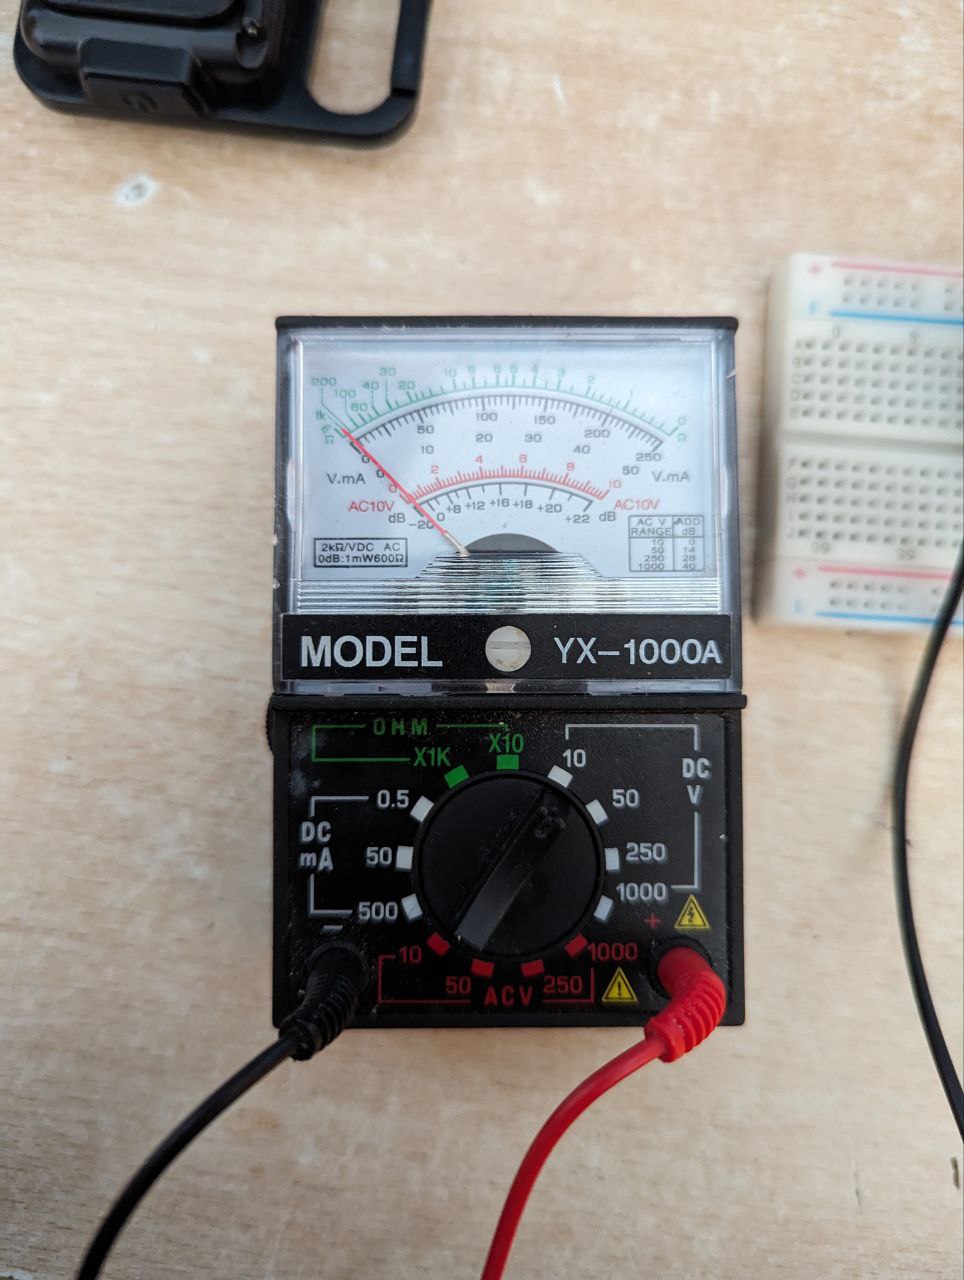 200 100 60 40 30 20 10 8 6 5 4 3 2 0
1k
Ω
0 50 100 150 200 250
0 10 20 30 40 50
V.mA V.mA
0 2 4 6 8 10
AC10V AC10V
dB -20 0 +8 +12 +16 +18 +20 +22 dB
2kΩ/VDC AC
0dB:1mW600Ω
AC V ADD
RANGE dB
10 0
50 14
250 28
1000 40
MODEL YX-1000A
OHM
X1K X10 10
DC
V
0.5 50
DC
mA
50 250
1000
500
− +
10 1000
50 ACV 250
+
+